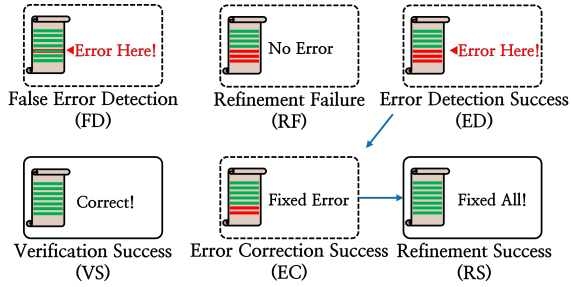 Error Here!
False Error Detection
(FD)
No Error
Refinement Failure
(RF)
Error Here!
Error Detection Success
(ED)
Correct!
Verification Success
(VS)
Fixed Error
Error Correction Success
(EC)
Fixed All!
Refinement Success
(RS)